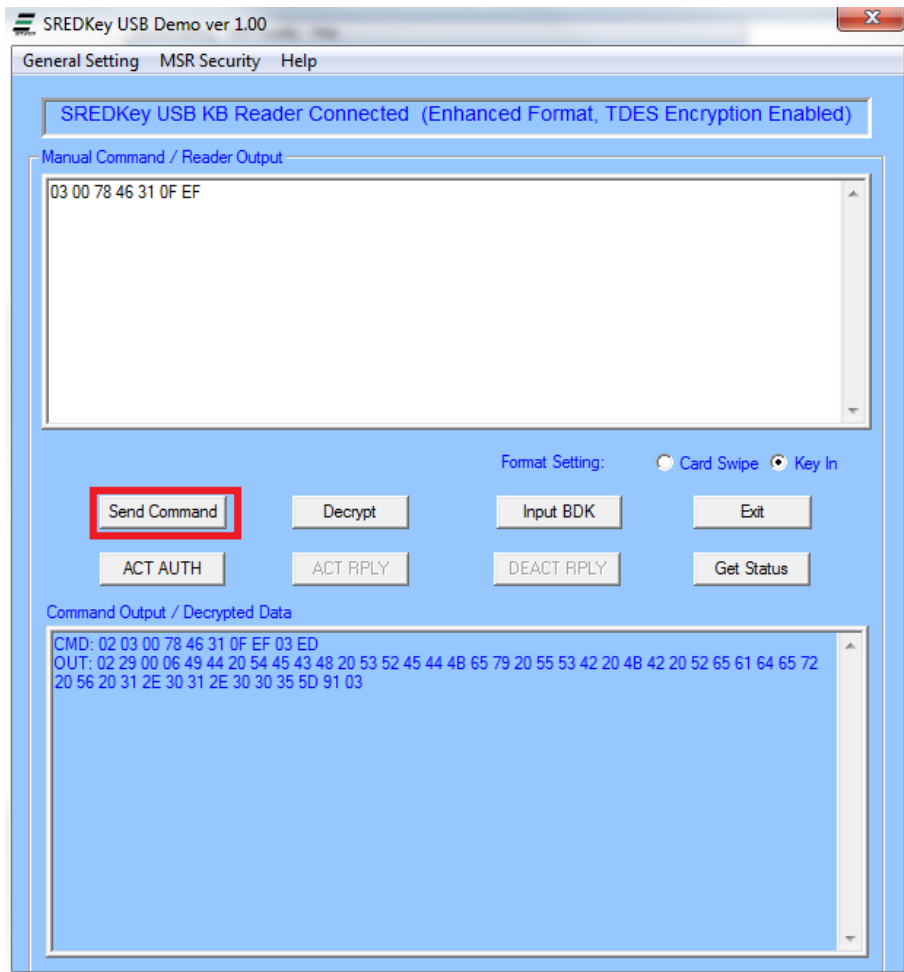 SREDKey USB Demo ver 1.00
General Setting MSR Security Help
SREDKey USB KB Reader Connected (Enhanced Format, TDES Encryption Enabled)
Manual Command / Reader Output
03 00 78 46 31 0F EF
Format Setting: Card Swipe Key In
Send Command Decrypt Input BDK Exit
ACT AUTH ACT RPLY DEACT RPLY Get Status
Command Output / Decrypted Data
CMD: 02 03 00 78 46 31 0F EF 03 ED
OUT: 02 29 00 06 49 44 20 54 45 43 48 20 53 52 45 44 4B 65 79 20 55 53 42 20 4B 42 20 52 65 61 64 65 72
20 56 20 31 2E 30 31 2E 30 30 35 5D 91 03